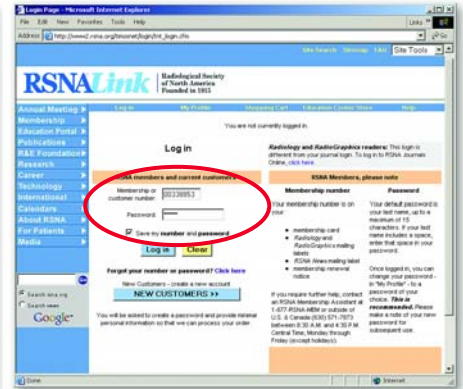 Login Page - Microsoft Internet Explorer
File Edit View Favorites Tools Help
Links
Address
Go
Site Search Sitemap FAQ Site Tools
RSNALink
Radiological Society
of North America
Founded in 1915
Annual Meeting
Membership
Education Portal
Publications
R&E Foundation
Research
Career
Technology
International
Calendars
About RSNA
For Patients
Media
Search rsna.org
Search www
Google
Log in My Profile Shopping Cart Education Center Store Help
You are not currently logged in.
Log in
RSNA members and current customers
Membership or
customer number:
Password:
Save my number and password
Log in Clear
Forgot your number or password? Click here
New Customers - create a new account
NEW CUSTOMERS >>
You will be asked to create a password and provide minimal
personal information so that we can process your order
Radiology and RadioGraphics readers: This login is
different from your journal login. To log in to RSNA Journals
Online, click here.
RSNA Members, please note
Membership number
Your membership number is on
your
membership card
Radiology and
RadioGraphics mailing
labels
RSNA News mailing label
membership renewal
notice
If you require further help, contact
an RSNA Membership Assistant at
1-877-RSNA-MEM or outside of
U.S. & Canada (630) 571-7873
between 8:30 A.M. and 4:30 P.M.
Central Time, Monday through
Friday (except holidays).
Password
Your default password is
your last name, up to a
maximum of 15
characters. If your last
name includes a space,
enter that space in your
password.
Once logged in, you can
change your password -
in "My Profile" - to a
password of your
choice. This is
recommended. Please
make a note of your new
password for
subsequent use.
Done
Internet